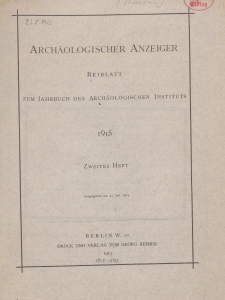 ARCHÄOLOGISCHER ANZEIGER
BEIBLATT
ZUM JAHRBUCH DES ARCHÄOLOGISCHEN INSTITUTS
1915
ZWEITES HEFT
BERLIN W.
DRUCK UND VERLAG VON GEORG REIMER
1915